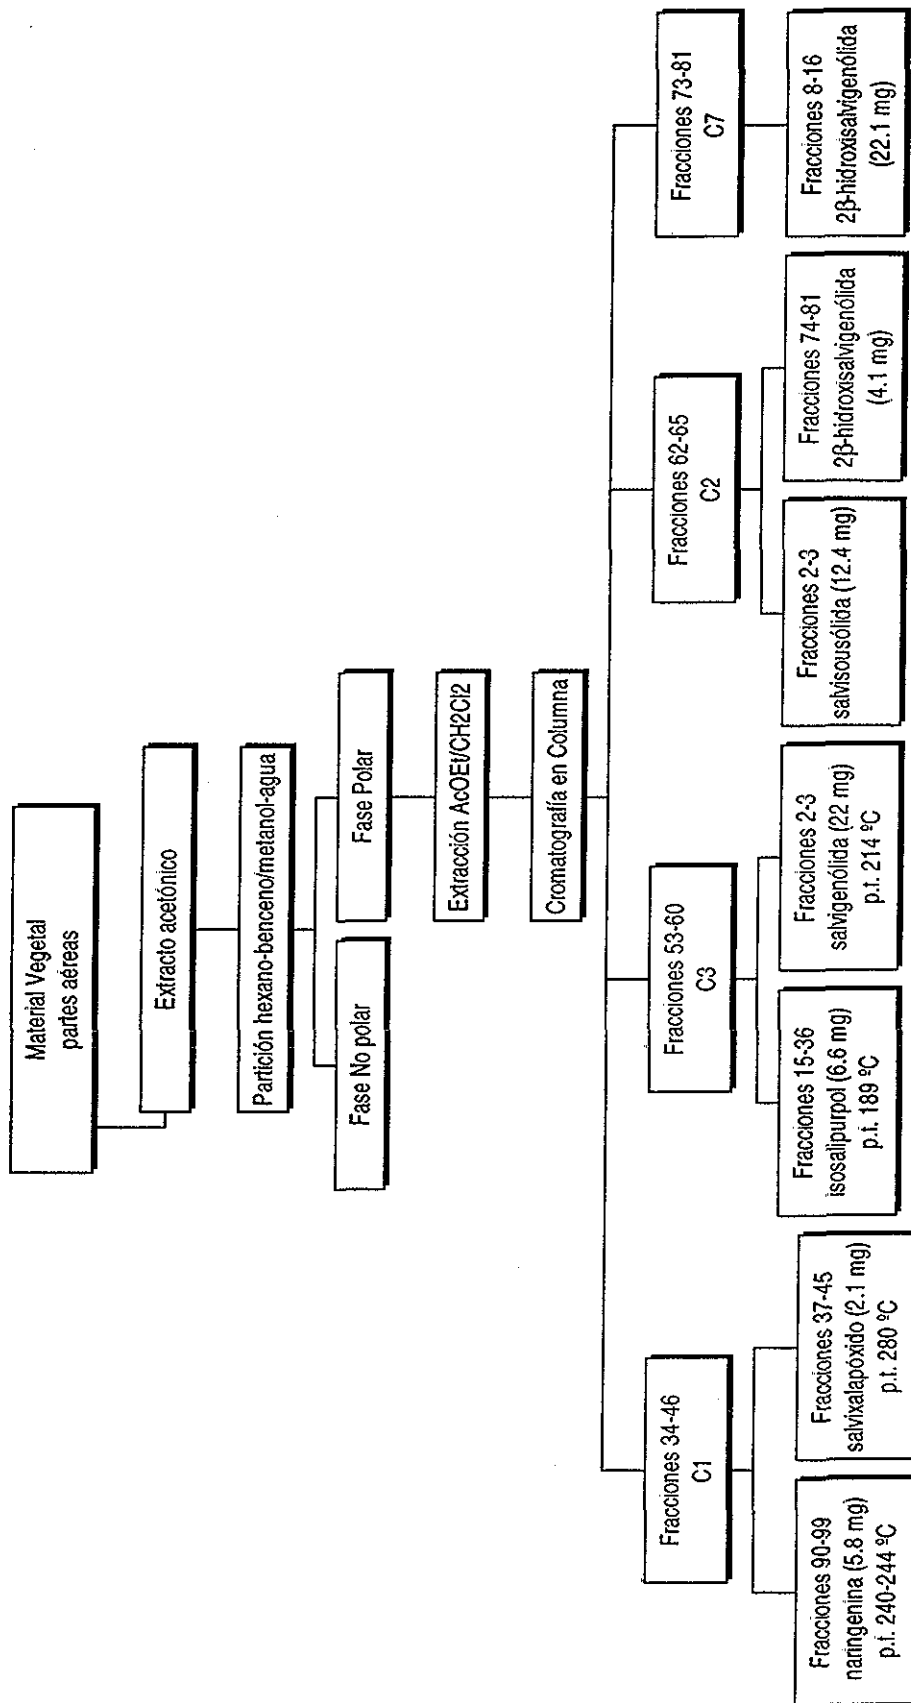 Material Vegetal
partes aéreas
Extracto acetónico
Partición hexano-benceno/metanol-agua
Fase No polar
Fase Polar
Extracción AcOEt/CH2Cl2
Cromatografía en Columna
Fracciones 34-46
C1
Fracciones 53-60
C3
Fracciones 62-65
C2
Fracciones 73-81
C7
Fracciones 90-99
naringenina (5.8 mg)
p.f. 240-244 ºC
Fracciones 37-45
salvixalapóxido (2.1 mg)
p.f. 280 ºC
Fracciones 15-36
isosalipurpol (6.6 mg)
p.f. 189 ºC
Fracciones 2-3
salvigenólida (22 mg)
p.f. 214 ºC
Fracciones 2-3
salvisousólida (12.4 mg)
Fracciones 74-81
2β-hidroxisalvigenólida
(4.1 mg)
Fracciones 8-16
2β-hidroxisalvigenólida
(22.1 mg)